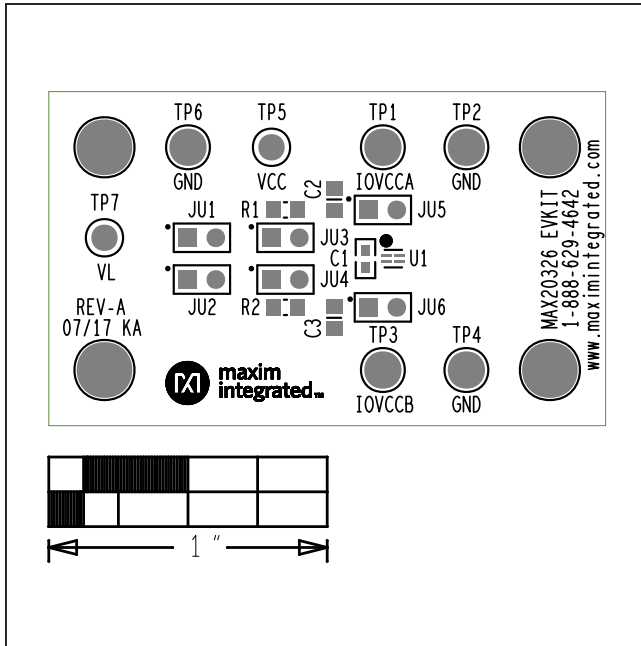 TP6
TP5
TP1
TP2
GND
VCC
IOVCCA
GND
TP7
VL
C2
JU1
R1
JU3
JU5
C1
U1
JU2
JU4
R2
C3
JU6
REV-A
07/17 KA
TP3
TP4
maxim
integrated™
IOVCCB
GND
MAX20326 EVKIT
1-888-629-4642
www.maximintegrated.com
1 "